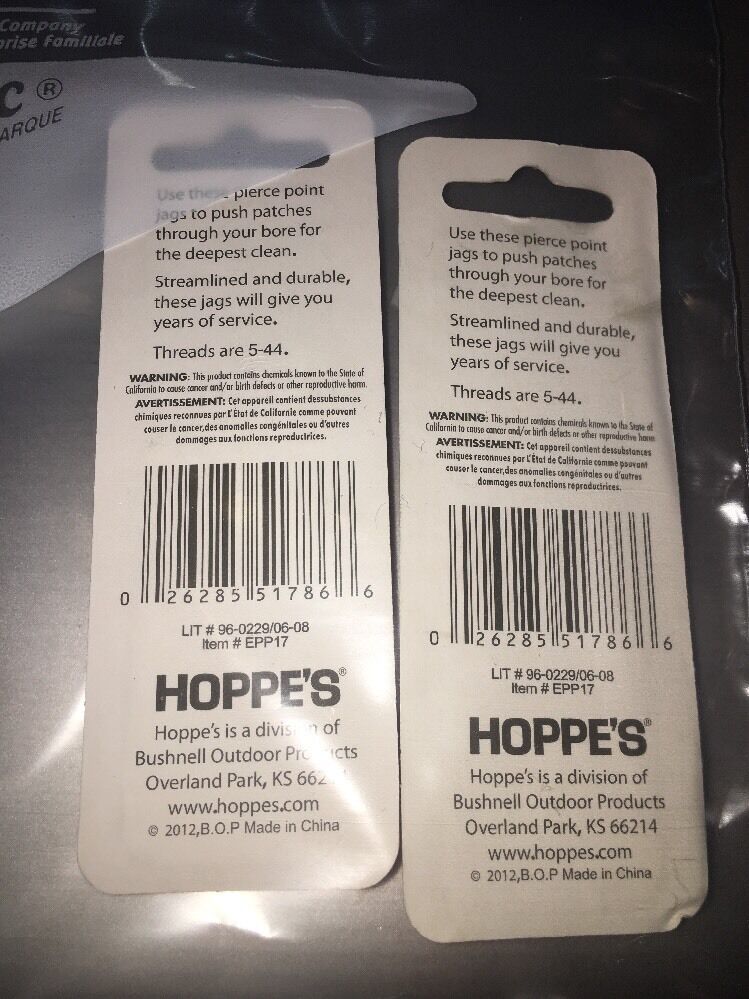 Company
rise Familiale
C®
ARQUE
Use these pierce point
jags to push patches
through your bore for
the deepest clean.
Streamlined and durable,
these jags will give you
years of service.
Threads are 5-44.
WARNING: This product contains chemicals known to the State of
California to cause cancer and/or birth defects or other reproductive harm.
AVERTISSEMENT: Cet appareil contient dessubstances
chimiques reconnues par L'État de Californie comme pouvant
couser le cancer,des anomalies congénitales ou d'autres
dommages aux fonctions reproductrices.
0 26285 51786 6
LIT # 96-0229/06-08
Item # EPP17
HOPPE'S®
Hoppe's is a divis n of
Bushnell Outdoor Pr cts
Overland Park, KS 662
www.hoppes.com
© 2012,B.O.P Made in China
Use these pierce point
jags to push patches
through your bore for
the deepest clean.
Streamlined and durable,
these jags will give you
years of service.
Threads are 5-44.
WARNING: This product contains chemicals known to the State of
California to cause cancer and/or birth defects or other reproductive harm
AVERTISSEMENT: Cet appareil contient dessubstances
chimiques reconnues par L'État de Californie comme pouvant
couser le cancer,des anomalies congénitales ou d'autres
dommages aux fonctions reproductrices.
0 26285 51786 6
LIT # 96-0229/06-08
Item # EPP17
HOPPE'S®
Hoppe's is a division of
Bushnell Outdoor Products
Overland Park, KS 66214
www.hoppes.com
© 2012,B.O.P Made in China